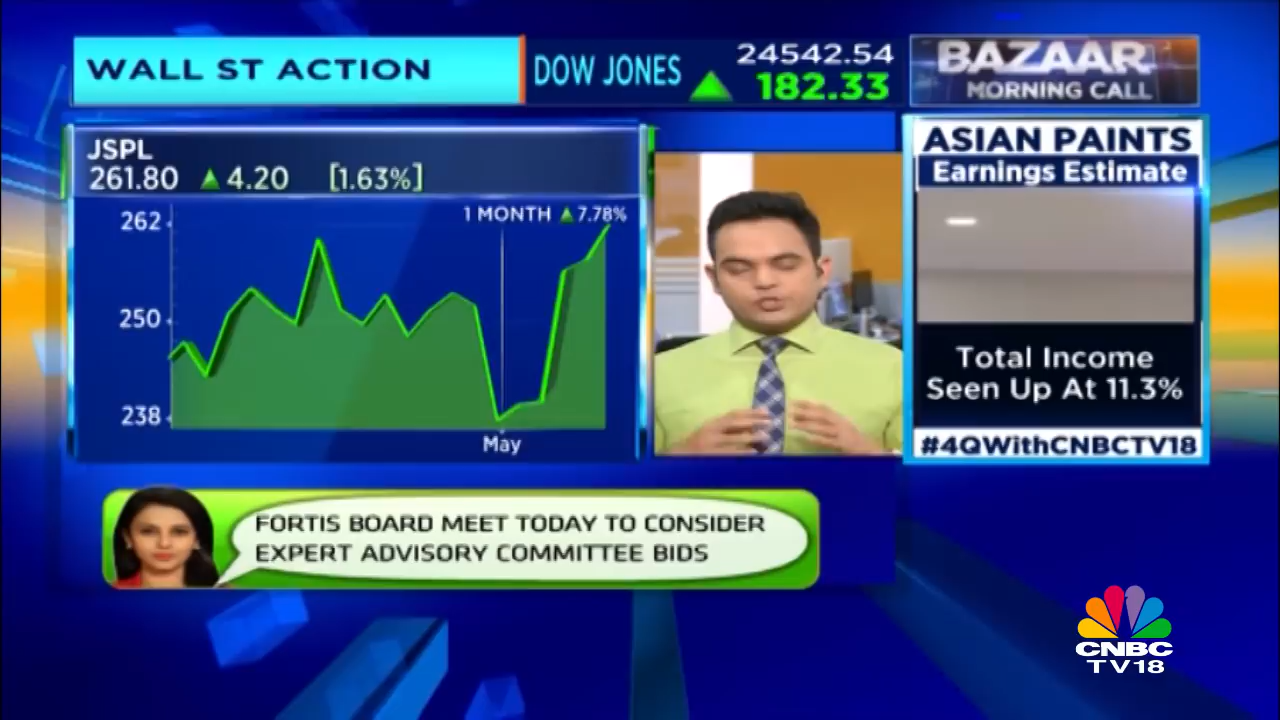 WALL ST ACTION
DOW JONES
24542.54
182.33
BAZAAR
MORNING CALL
JSPL
261.80 4.20 [1.63%]
1 MONTH 7.78%
262
250
238
May
ASIAN PAINTS
Earnings Estimate
Total Income
Seen Up At 11.3%
#4QWithCNBCTV18
FORTIS BOARD MEET TODAY TO CONSIDER
EXPERT ADVISORY COMMITTEE BIDS
CNBC
TV18